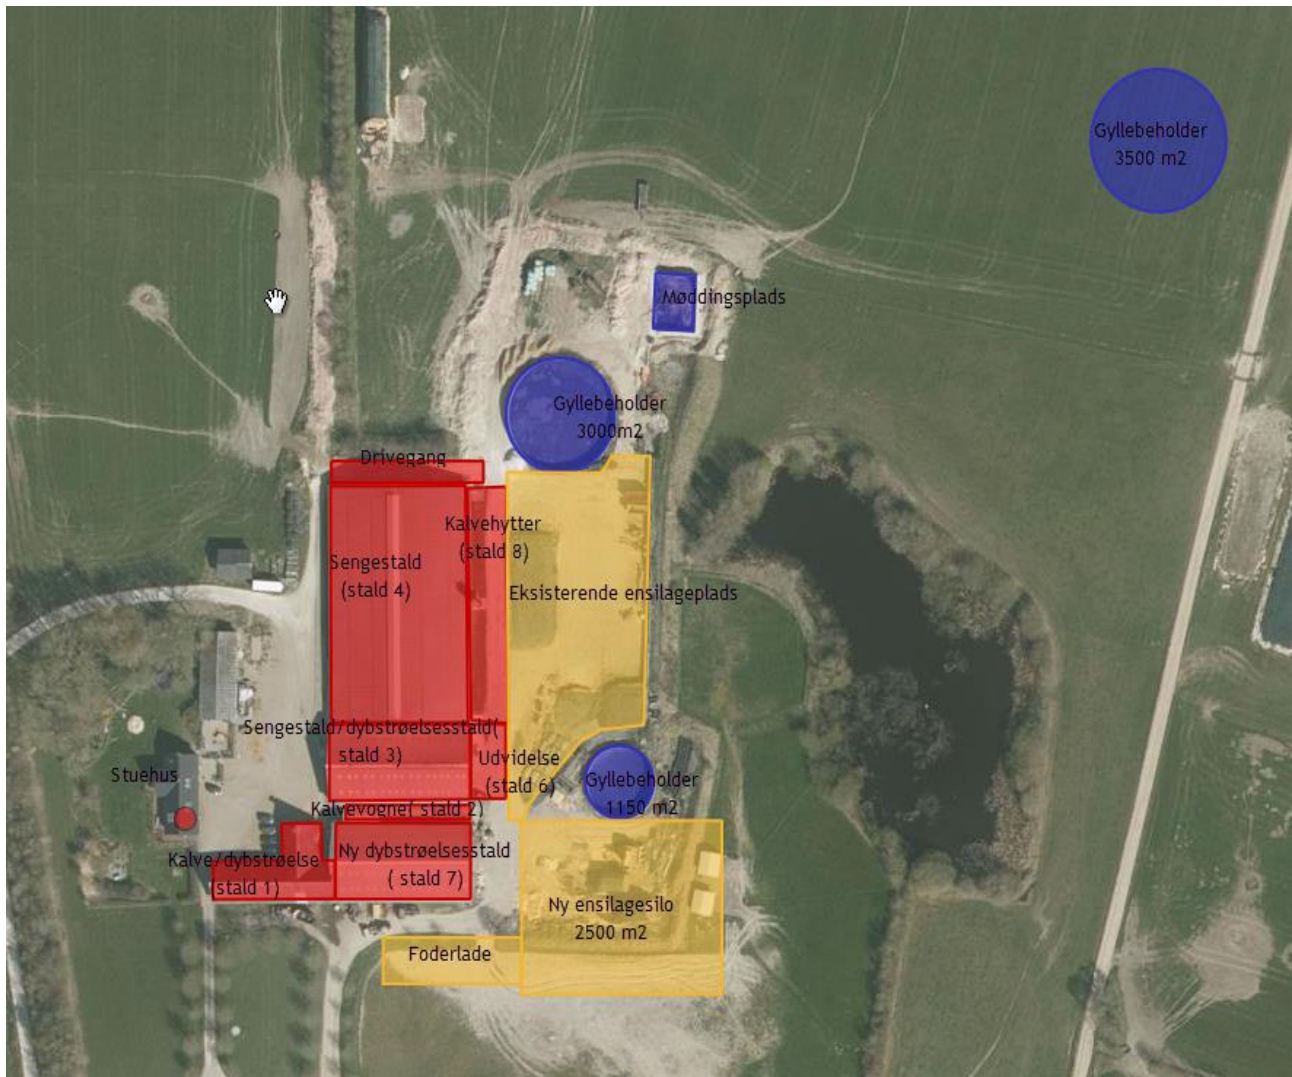 Gyllebeholder
3500 m2
Møddingsplads
Gyllebeholder
3000m2
Drivegang
Kalvehytter
(stald 8)
Sengestald
(stald 4)
Eksisterende ensilageplads
Sengestald/dybstrøelsesstald(
stald 3)
Udvidelse
(stald 6)
Stuehus
Gyllebeholder
1150 m2
Kalvevogne( stald 2)
Kalve/dybstrøelse
(stald 1)
Ny dybstrøelsesstald
( stald 7)
Ny ensilagesilo
2500 m2
Foderlade